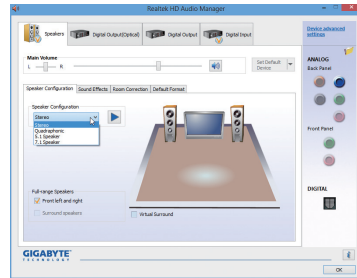 Realtek HD Audio Manager
Speakers
Digital Output(Optical)
Digital Output
Digital Input
Device advanced settings
Main Volume
L
R
Set Default Device
ANALOG
Back Panel
Speaker Configuration
Sound Effects
Room Correction
Default Format
Speaker Configuration
Stereo
Stereo
Quadraphonic
5.1 Speaker
7.1 Speaker
Front Panel
Full-range Speakers
Front left and right
Surround speakers
Virtual Surround
DIGITAL
GIGABYTE™
TECHNOLOGY
OK